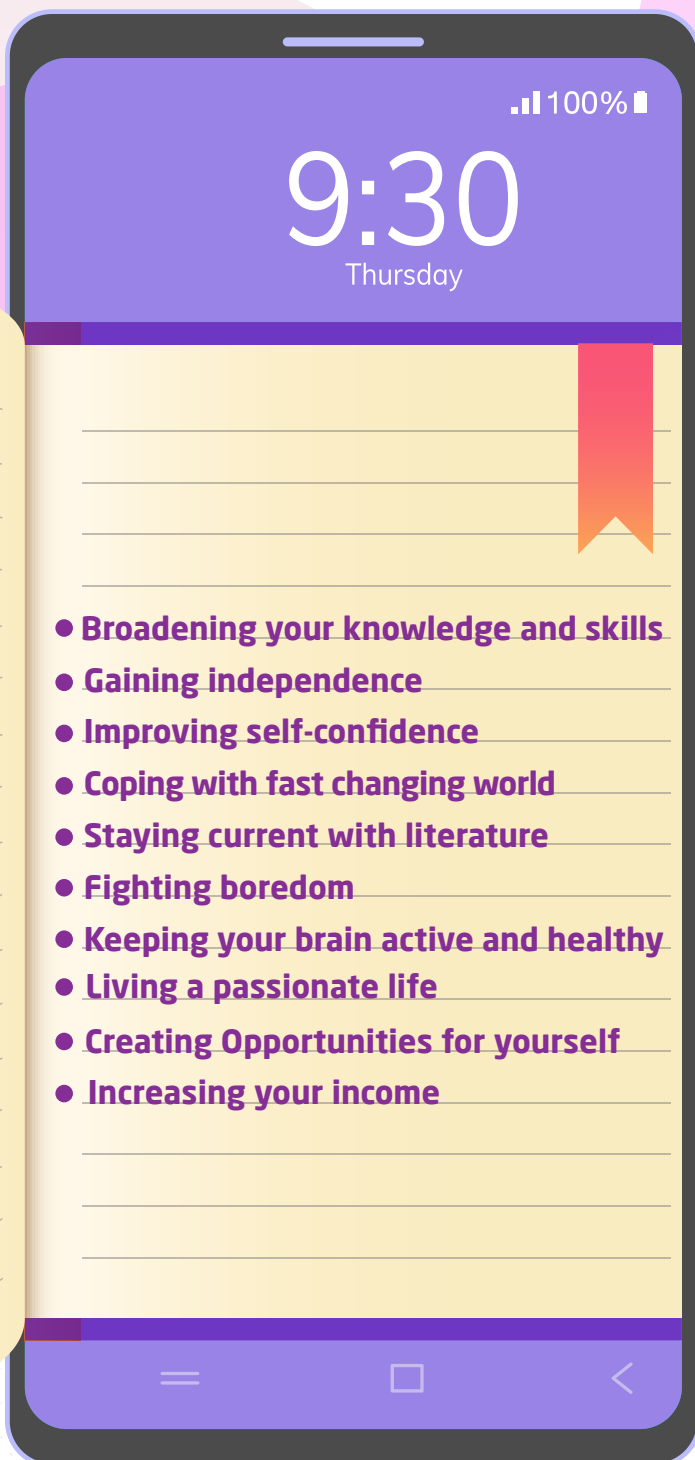 100%
9:30
Thursday
Broadening your knowledge and skills
Gaining independence
Improving self-confidence
Coping with fast changing world
Staying current with literature
Fighting boredom
Keeping your brain active and healthy
Living a passionate life
Creating Opportunities for yourself
Increasing your income